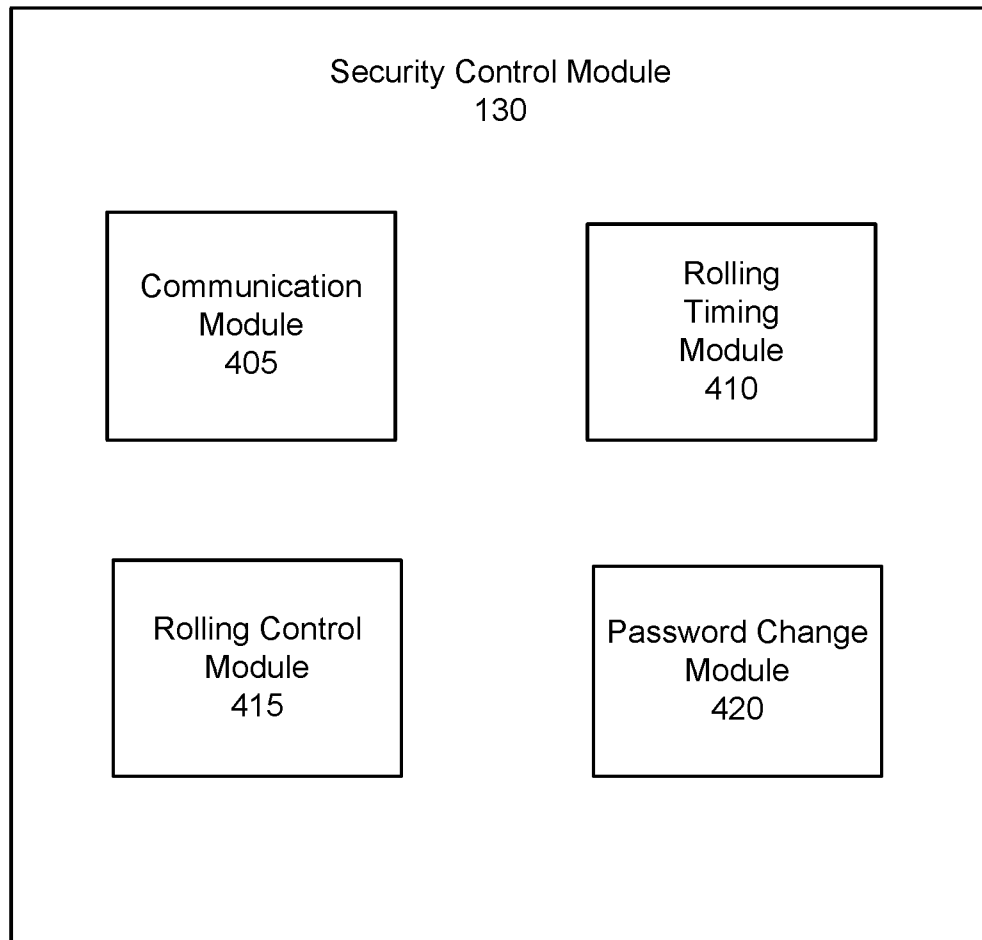 Security Control Module
130
Communication
Module
405
Rolling
Timing
Module
410
Rolling Control
Module
415
Password Change
Module
420